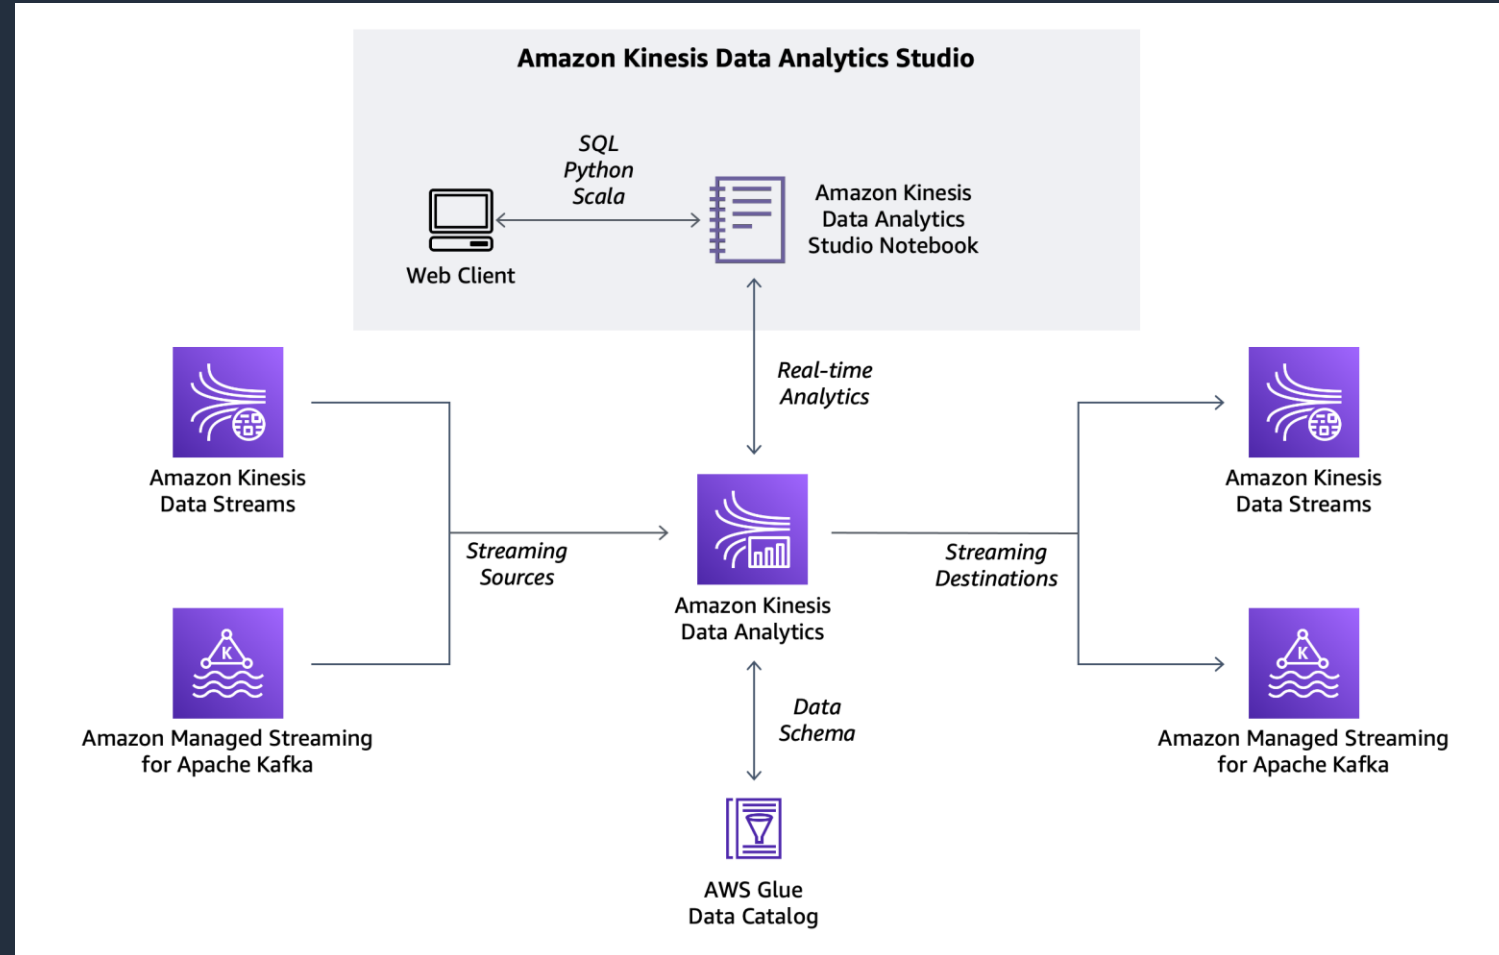 Amazon Kinesis Data Analytics Studio
SQL
Python
Scala
Web Client
Amazon Kinesis
Data Analytics
Studio Notebook
Real-time
Analytics
Amazon Kinesis
Data Streams
Amazon Kinesis
Data Streams
Streaming
Sources
Streaming
Destinations
Amazon Kinesis
Data Analytics
K
Amazon Managed Streaming
for Apache Kafka
Data
Schema
K
Amazon Managed Streaming
for Apache Kafka
AWS Glue
Data Catalog